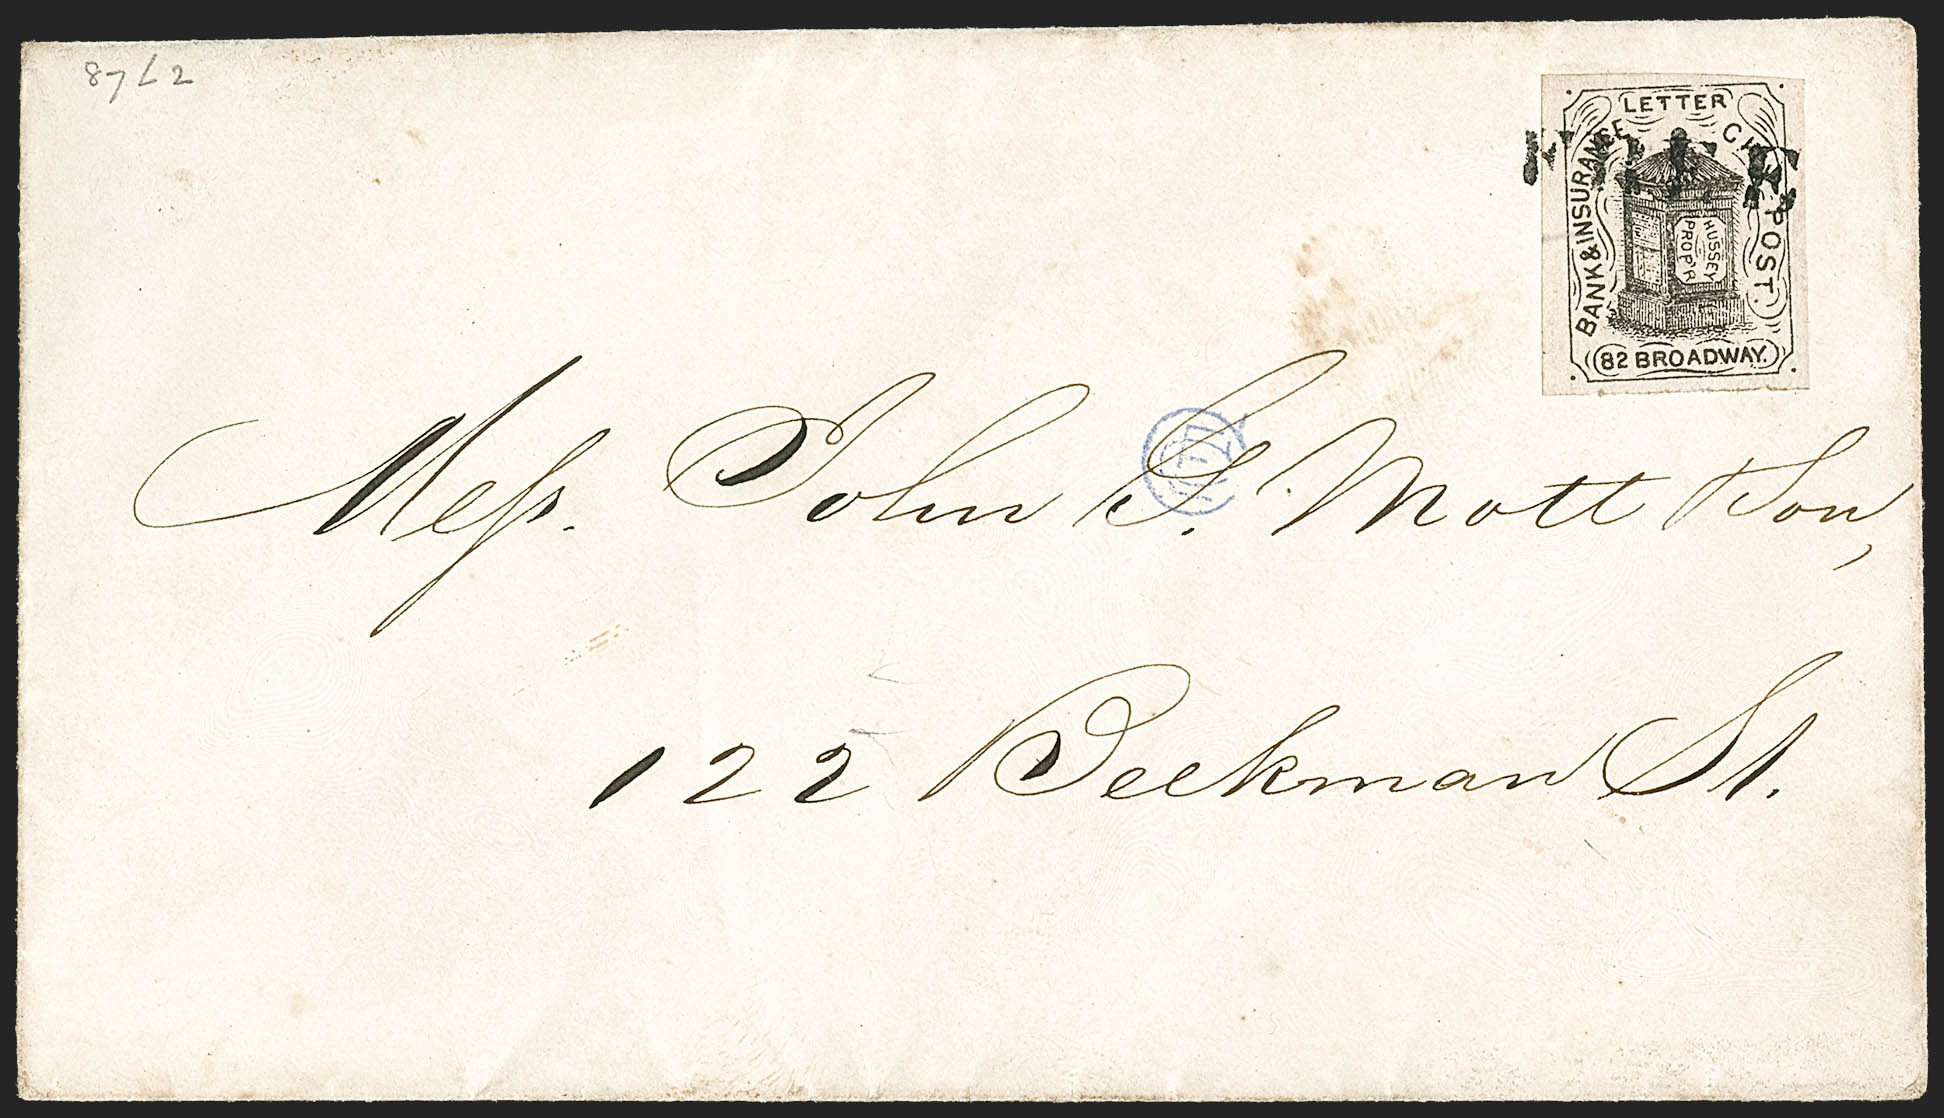 87L2
LETTER
BANK & INSURANCE
CITY POST.
HUSSEY
PROP'R
82 BROADWAY.
Mess. John G. Mott & Son,
122 Beekman St.